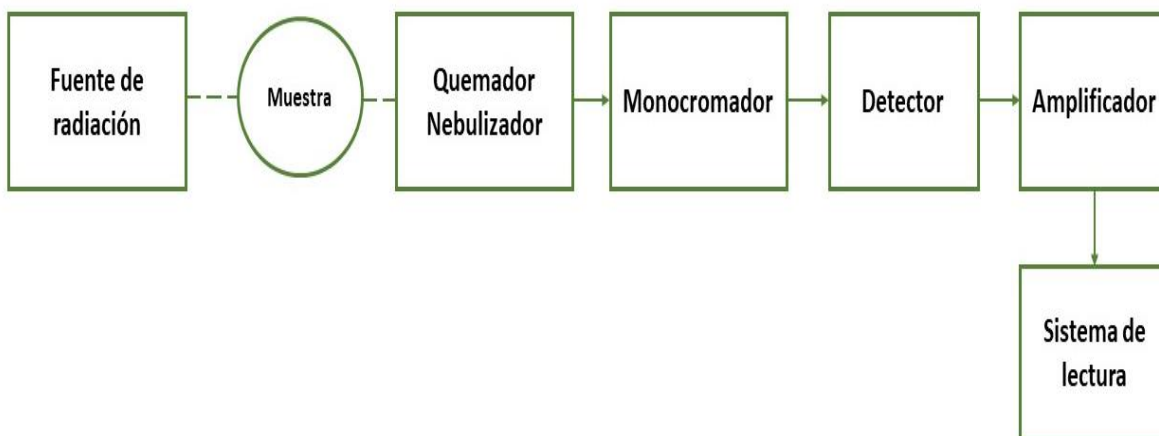 Fuente de
radiación
Muestra
Quemador
Nebulizador
Monocromador
Detector
Amplificador
Sistema de
lectura